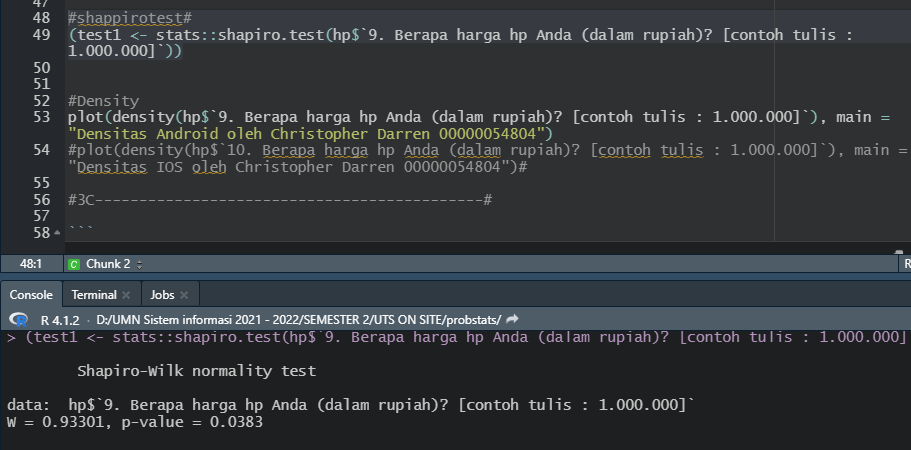 47
48 #shappirotest#
49 (test1 <- stats::shapiro.test(hp$`9. Berapa harga hp Anda (dalam rupiah)? [contoh tulis :
1.000.000]`))
50
51
52 #Density
53 plot(density(hp$`9. Berapa harga hp Anda (dalam rupiah)? [contoh tulis : 1.000.000]`), main =
"Densitas Android oleh Christopher Darren 00000054804")
54 #plot(density(hp$`10. Berapa harga hp Anda (dalam rupiah)? [contoh tulis : 1.000.000]`), main =
"Densitas IOS oleh Christopher Darren 00000054804")#
55
56 #3C--------------------------------------------#
57
58 ```
48:1 C Chunk 2 R
Console Terminal Jobs
R R 4.1.2 · D:/UMN Sistem informasi 2021 - 2022/SEMESTER 2/UTS ON SITE/probstats/
> (test1 <- stats::shapiro.test(hp$`9. Berapa harga hp Anda (dalam rupiah)? [contoh tulis : 1.000.000]
Shapiro-Wilk normality test
data:  hp$`9. Berapa harga hp Anda (dalam rupiah)? [contoh tulis : 1.000.000]`
W = 0.93301, p-value = 0.0383